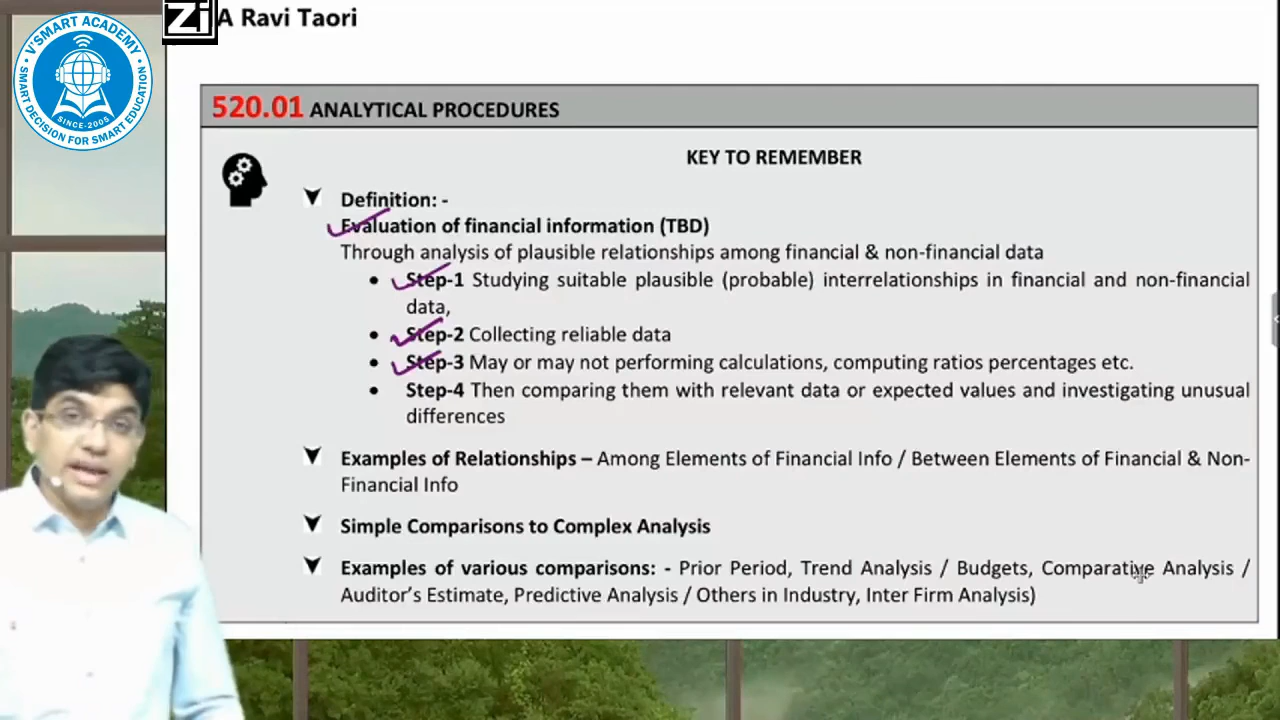 V'SMART ACADEMY
SMART DECISION FOR SMART EDUCATION
SINCE-2005
A Ravi Taori
520.01 ANALYTICAL PROCEDURES
KEY TO REMEMBER
Definition: -
Evaluation of financial information (TBD)
Through analysis of plausible relationships among financial & non-financial data
• Step-1 Studying suitable plausible (probable) interrelationships in financial and non-financial
data,
• Step-2 Collecting reliable data
• Step-3 May or may not performing calculations, computing ratios percentages etc.
• Step-4 Then comparing them with relevant data or expected values and investigating unusual
differences
Examples of Relationships – Among Elements of Financial Info / Between Elements of Financial & Non-
Financial Info
Simple Comparisons to Complex Analysis
Examples of various comparisons: - Prior Period, Trend Analysis / Budgets, Comparative Analysis /
Auditor's Estimate, Predictive Analysis / Others in Industry, Inter Firm Analysis)